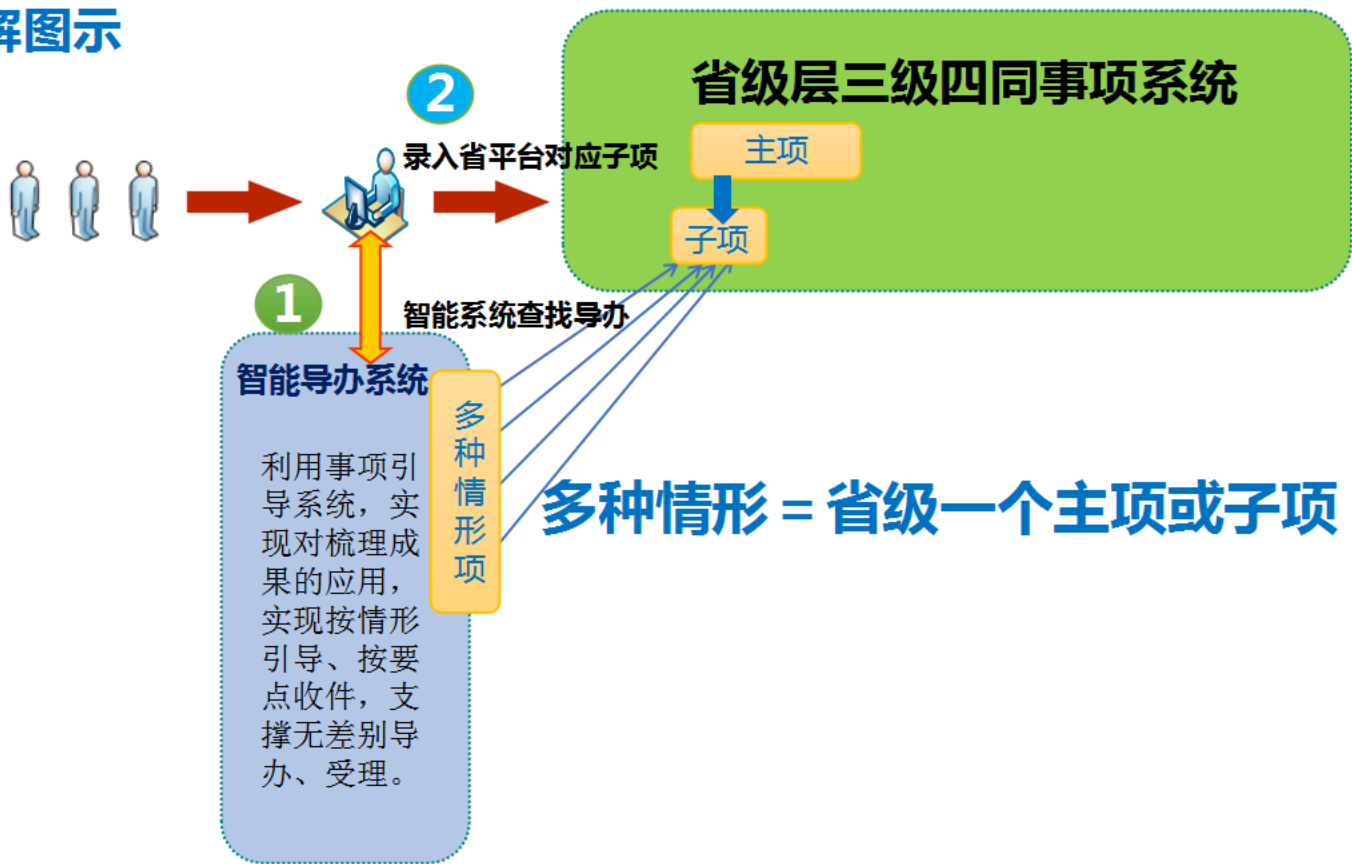 解图示
省级层三级四同事项系统
2
录入省平台对应子项
主项
子项
1
智能系统查找导办
智能导办系统
多
种
情
形
项
利用事项引
导系统，实
现对梳理成
果的应用，
实现按情形
引导、按要
点收件，支
撑无差别导
办、受理。
多种情形 = 省级一个主项或子项